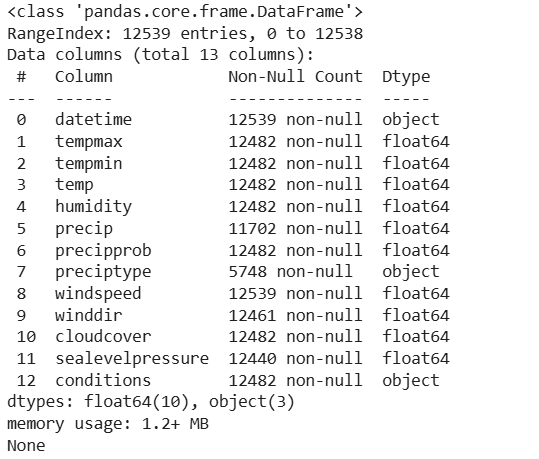 <class 'pandas.core.frame.DataFrame'>
RangeIndex: 12539 entries, 0 to 12538
Data columns (total 13 columns):
 #   Column            Non-Null Count  Dtype
---  ------            --------------  -----
 0   datetime          12539 non-null  object
 1   tempmax           12482 non-null  float64
 2   tempmin           12482 non-null  float64
 3   temp              12482 non-null  float64
 4   humidity          12482 non-null  float64
 5   precip            11702 non-null  float64
 6   precipprob        12482 non-null  float64
 7   preciptype        5748 non-null   object
 8   windspeed         12539 non-null  float64
 9   winddir           12461 non-null  float64
 10  cloudcover        12482 non-null  float64
 11  sealevelpressure  12440 non-null  float64
 12  conditions        12482 non-null  object
dtypes: float64(10), object(3)
memory usage: 1.2+ MB
None